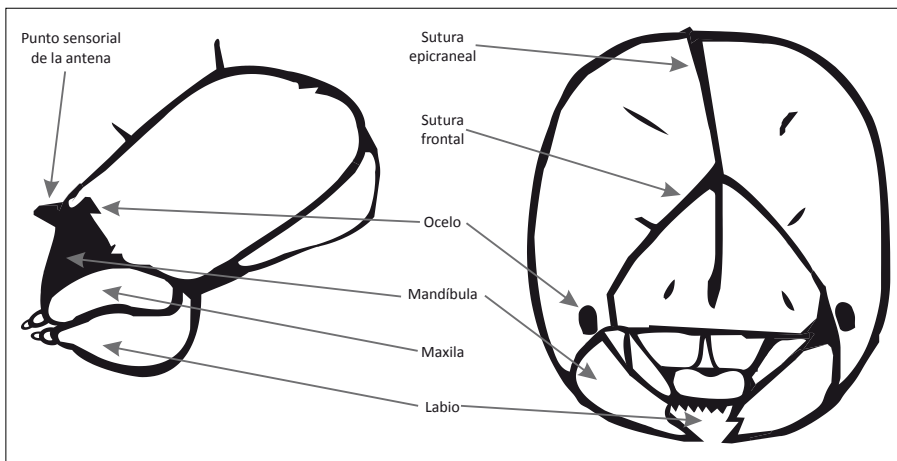 Punto sensorial
de la antena
Sutura
epicraneal
Sutura
frontal
Ocelo
Mandíbula
Maxila
Labio